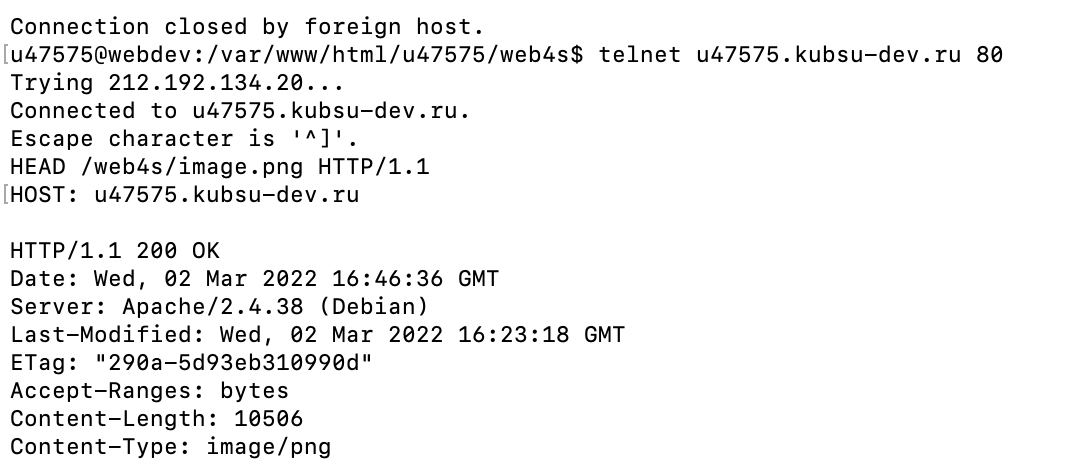 Connection closed by foreign host.
[u47575@webdev:/var/www/html/u47575/web4s$ telnet u47575.kubsu-dev.ru 80
Trying 212.192.134.20...
Connected to u47575.kubsu-dev.ru.
Escape character is '^]'.
HEAD /web4s/image.png HTTP/1.1
[HOST: u47575.kubsu-dev.ru

HTTP/1.1 200 OK
Date: Wed, 02 Mar 2022 16:46:36 GMT
Server: Apache/2.4.38 (Debian)
Last-Modified: Wed, 02 Mar 2022 16:23:18 GMT
ETag: "290a-5d93eb310990d"
Accept-Ranges: bytes
Content-Length: 10506
Content-Type: image/png